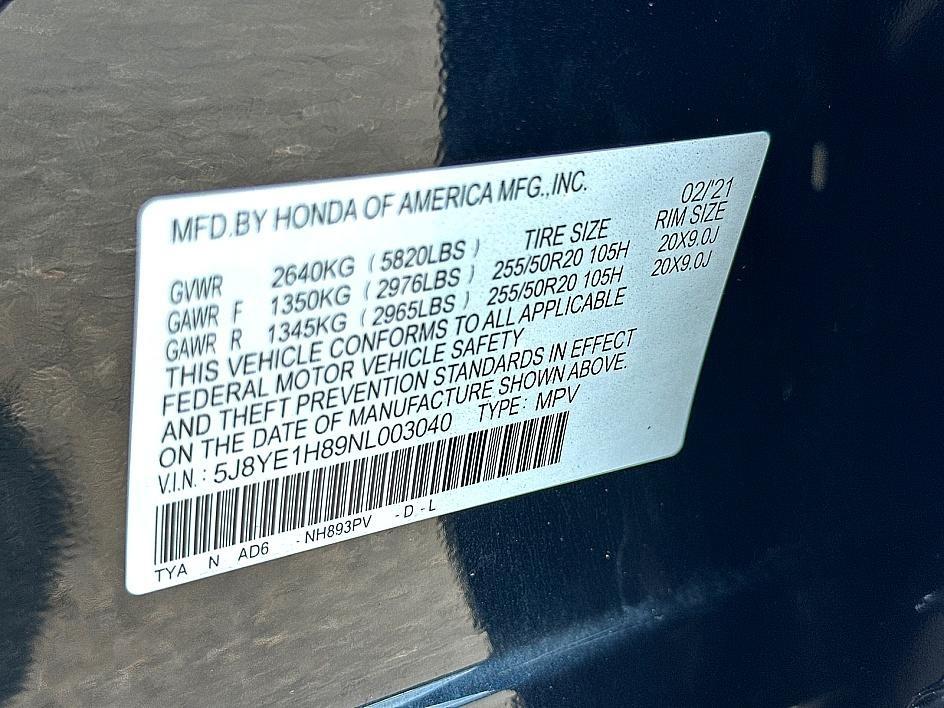 MFD.BY HONDA OF AMERICA MFG.,INC. 02/'21
TIRE SIZE RIM SIZE
GVWR 2640KG (5820LBS)
GAWR F 1350KG (2976LBS) 255/50R20 105H 20X9.0J
GAWR R 1345KG (2965LBS) 255/50R20 105H 20X9.0J
THIS VEHICLE CONFORMS TO ALL APPLICABLE
FEDERAL MOTOR VEHICLE SAFETY
AND THEFT PREVENTION STANDARDS IN EFFECT
ON THE DATE OF MANUFACTURE SHOWN ABOVE.
V.I.N.: 5J8YE1H89NL003040 TYPE: MPV
TYA N AD6 -NH893PV -D -L